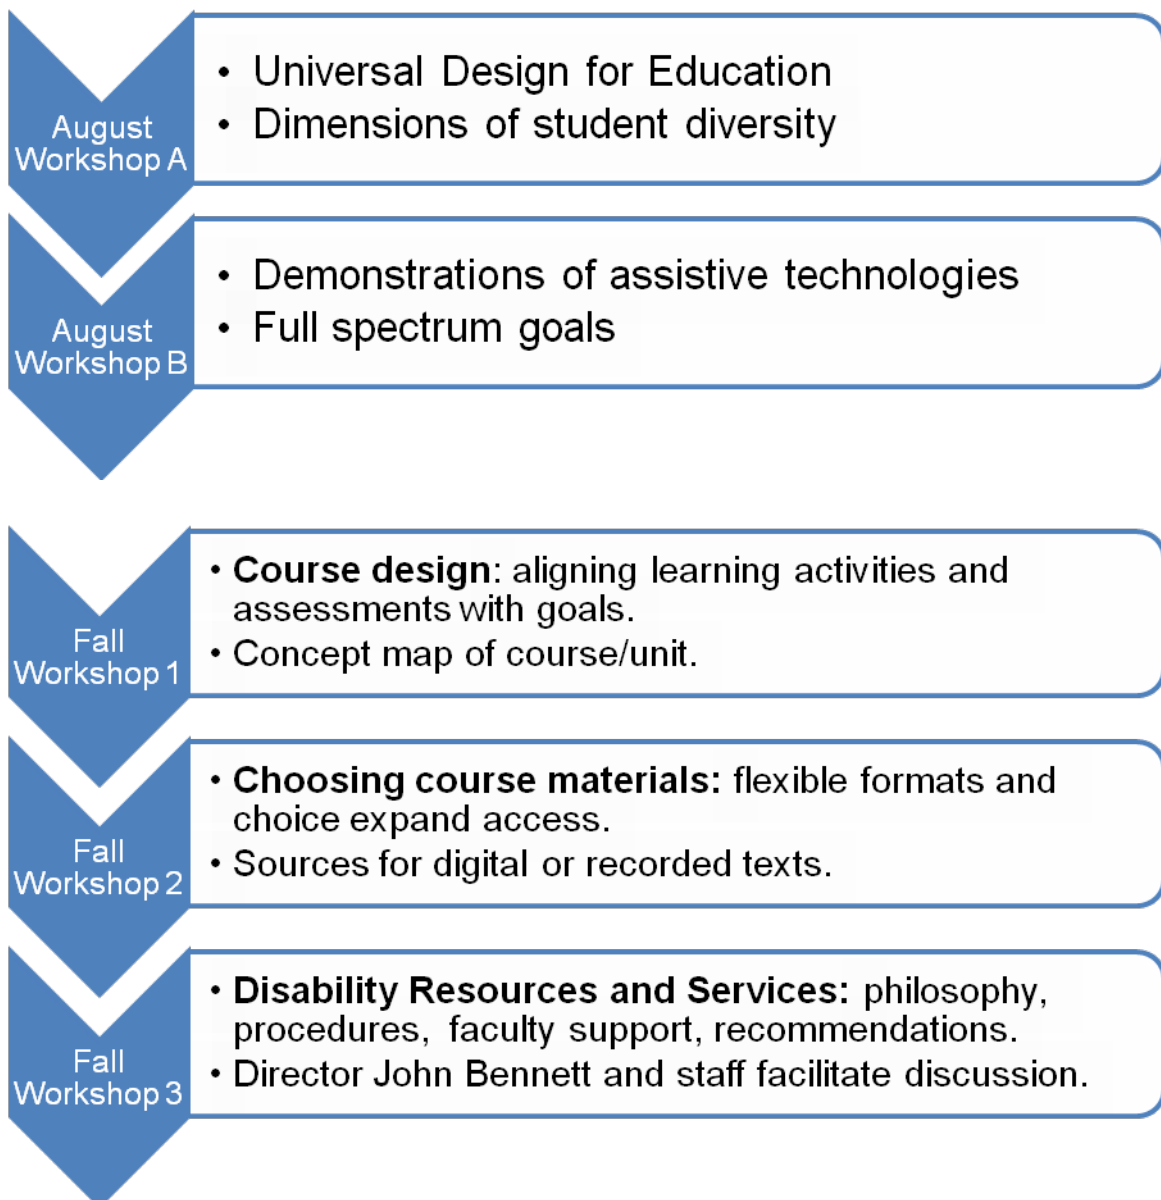 August
Workshop A
• Universal Design for Education
• Dimensions of student diversity
August
Workshop B
• Demonstrations of assistive technologies
• Full spectrum goals
Fall
Workshop 1
• Course design: aligning learning activities and
assessments with goals.
• Concept map of course/unit.
Fall
Workshop 2
• Choosing course materials: flexible formats and
choice expand access.
• Sources for digital or recorded texts.
Fall
Workshop 3
• Disability Resources and Services: philosophy,
procedures, faculty support, recommendations.
• Director John Bennett and staff facilitate discussion.